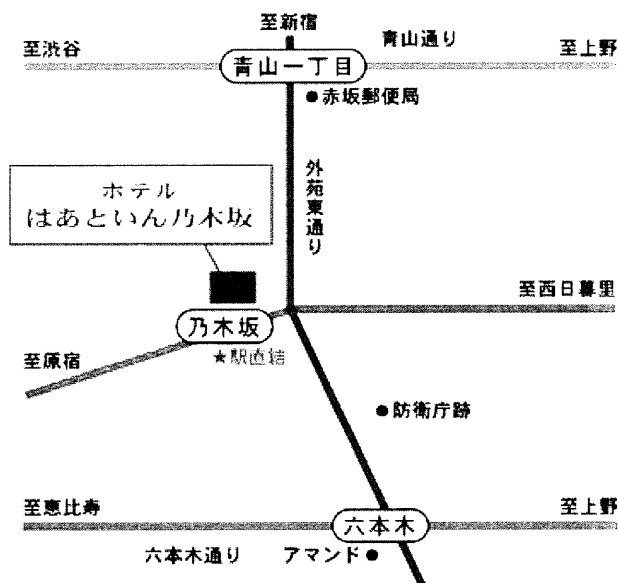 至新宿
青山通り
至渋谷
至上野
青山一丁目
●赤坂郵便局
外苑東通り
ホテル
はあといん乃木坂
至西日暮里
乃木坂
★駅直結
至原宿
●防衛庁跡
至恵比寿
至上野
六本木
六本木通り
アマンド●